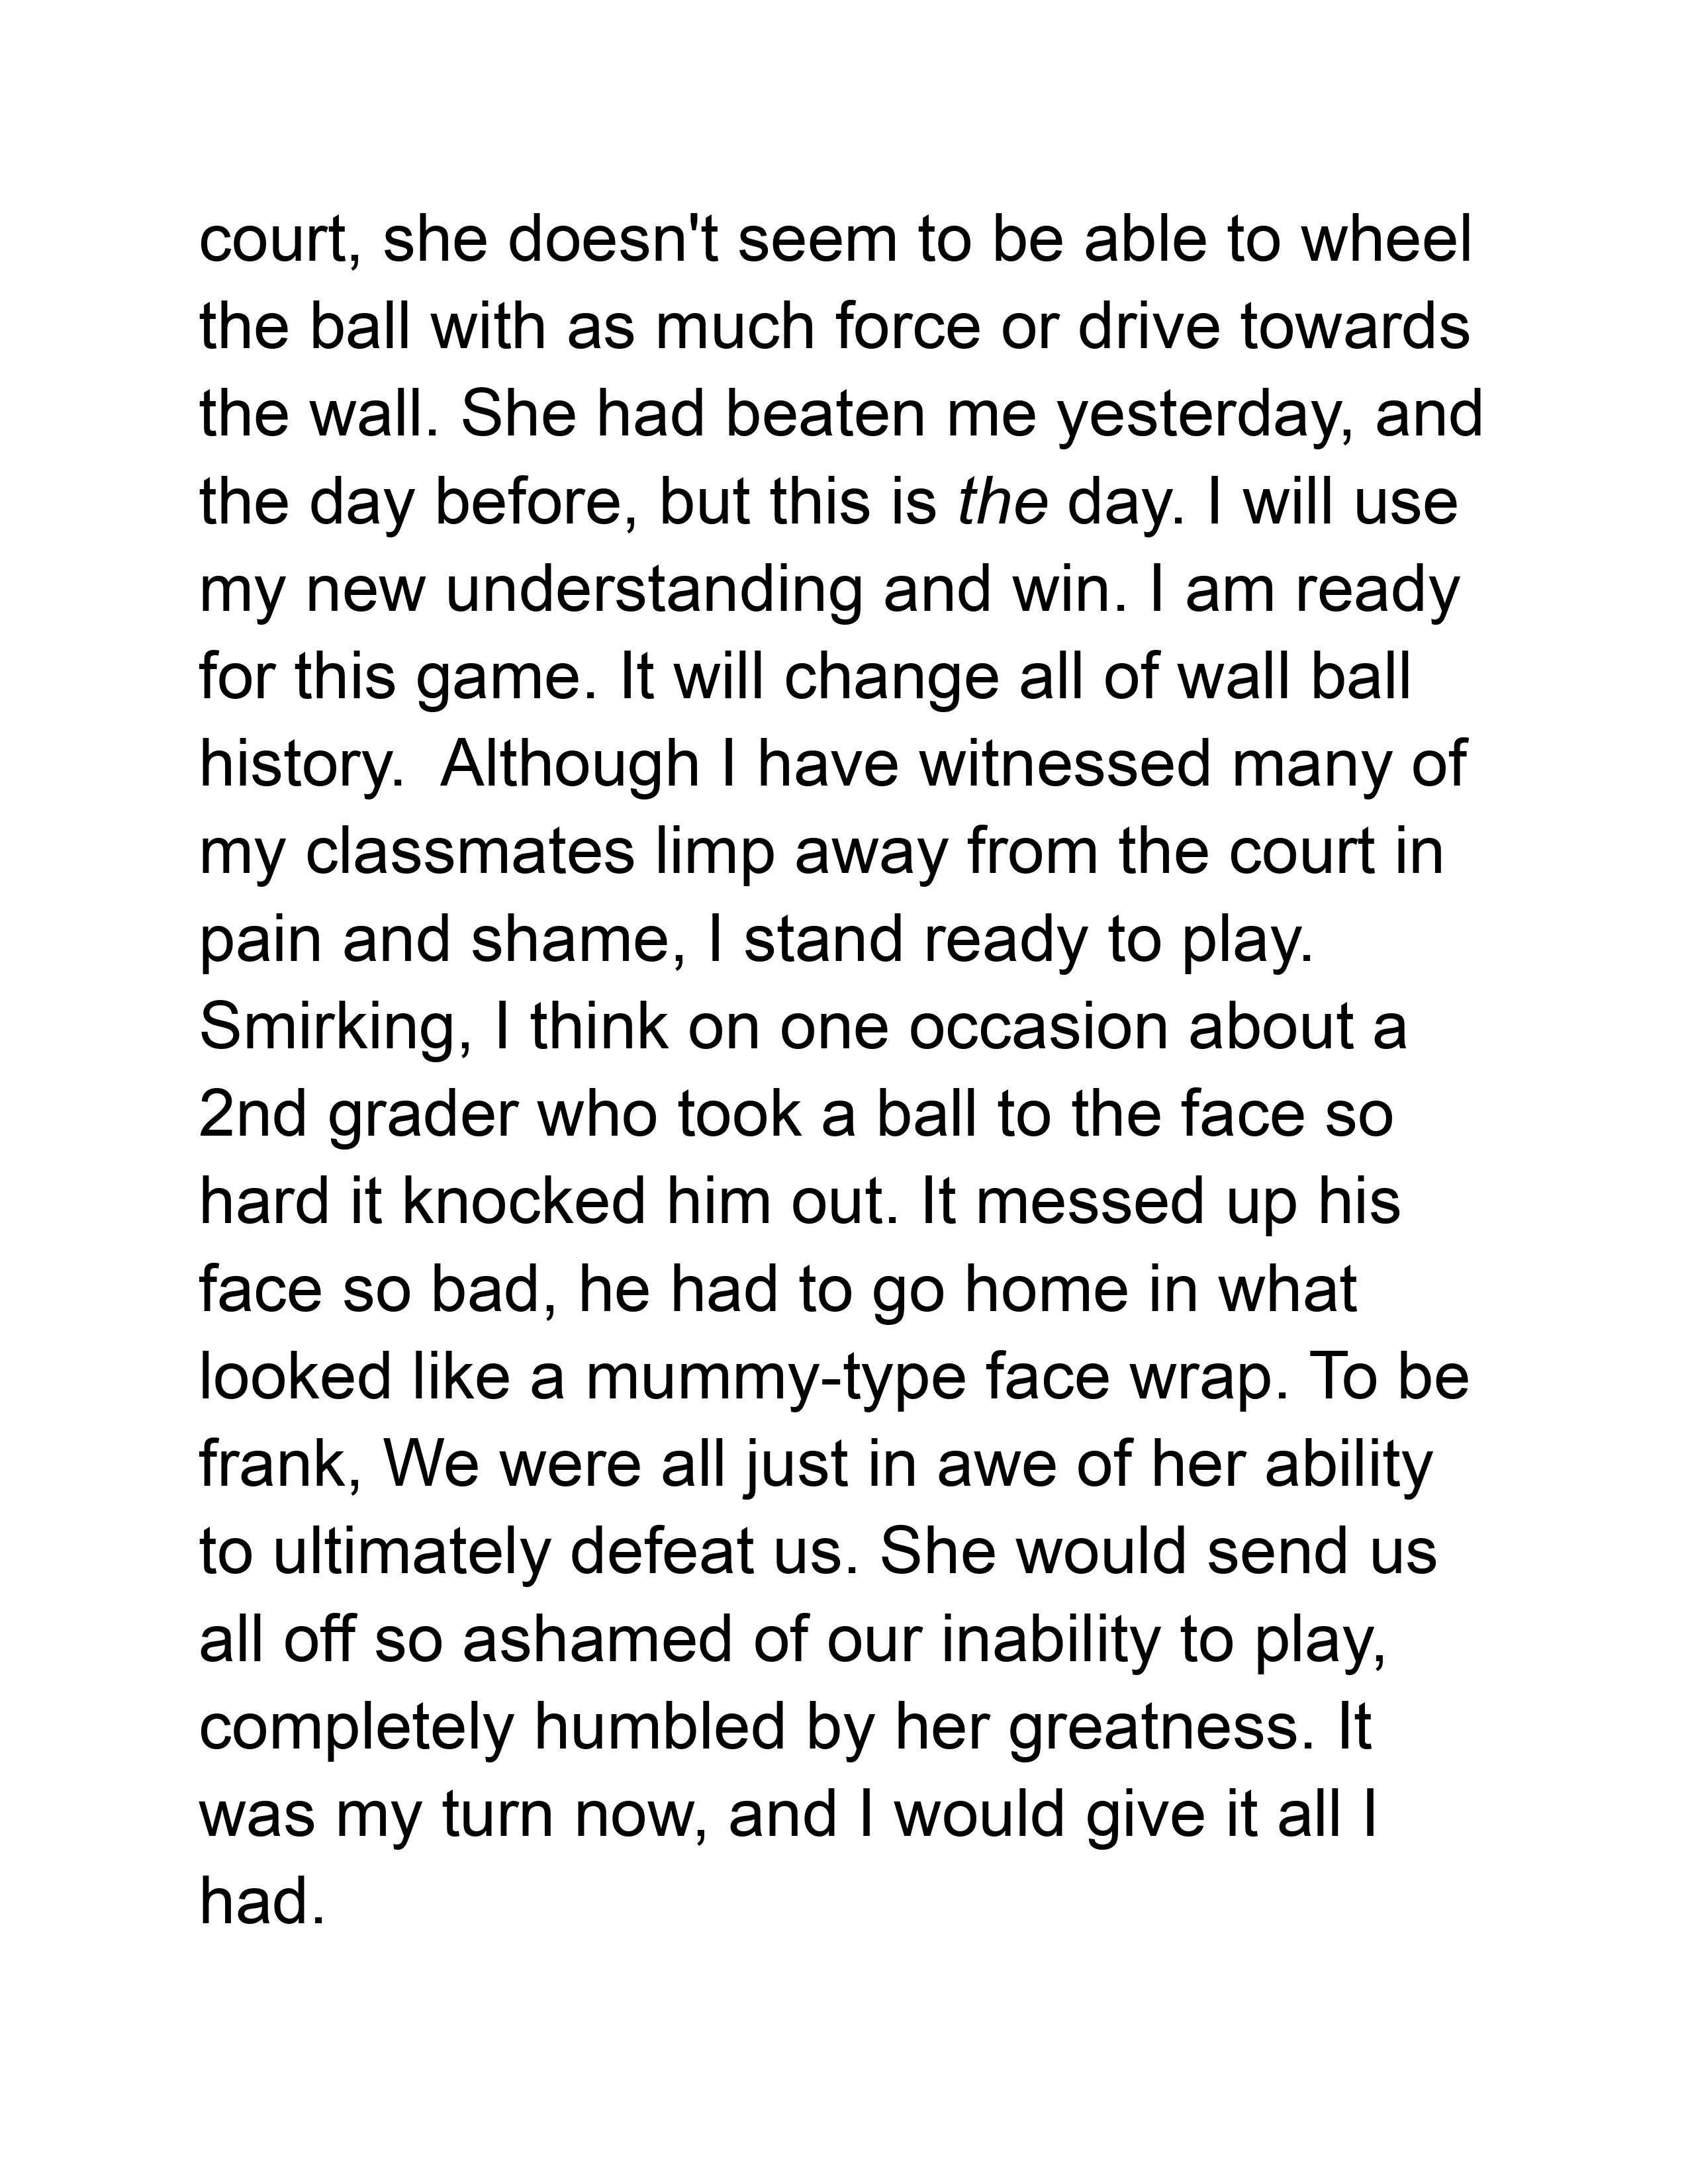 court, she doesn't seem to be able to wheel
the ball with as much force or drive towards
the wall. She had beaten me yesterday, and
the day before, but this is the day. I will use
my new understanding and win. I am ready
for this game. It will change all of wall ball
history.  Although I have witnessed many of
my classmates limp away from the court in
pain and shame, I stand ready to play.
Smirking, I think on one occasion about a
2nd grader who took a ball to the face so
hard it knocked him out. It messed up his
face so bad, he had to go home in what
looked like a mummy-type face wrap. To be
frank, We were all just in awe of her ability
to ultimately defeat us. She would send us
all off so ashamed of our inability to play,
completely humbled by her greatness. It
was my turn now, and I would give it all I
had.